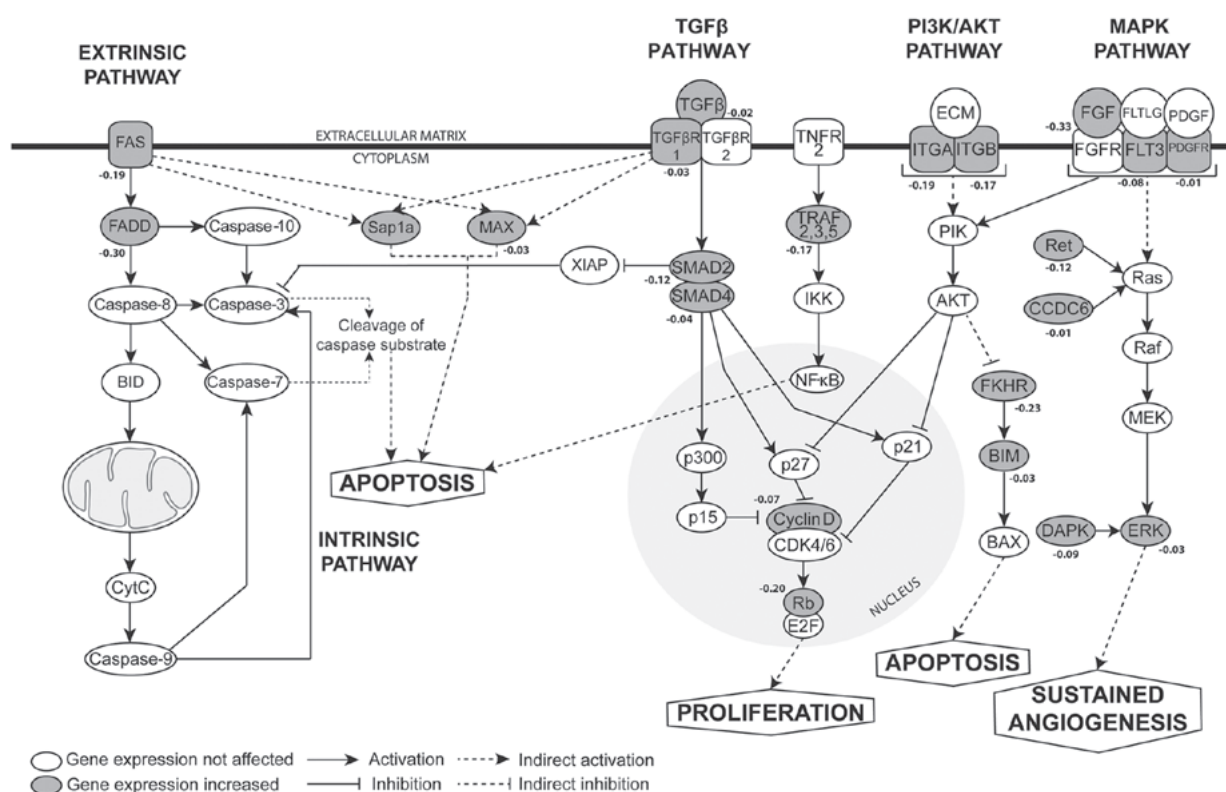 EXTRINSIC
PATHWAY
TGFβ
PATHWAY
PI3K/AKT
PATHWAY
MAPK
PATHWAY
TGFβ
-0.02
ECM
FGF
FLTLG
PDGF
-0.33
FAS
EXTRACELLULAR MATRIX
CYTOPLASM
TGFβR
1
TGFβR
2
TNFR
2
ITGA
ITGB
FGFR
FLT3
PDGFR
-0.19
-0.03
-0.19
-0.17
-0.08
-0.01
FADD
-0.30
Caspase-10
Sap1a
MAX
-0.03
TRAF
2,3,5
-0.17
PIK
Ret
-0.12
XIAP
SMAD2
-0.12
SMAD4
-0.04
Ras
Caspase-8
Caspase-3
IKK
AKT
CCDC6
-0.01
Cleavage of
caspase substrate
Raf
BID
Caspase-7
NFκB
FKHR
-0.23
MEK
p300
p27
p21
BIM
-0.03
APOPTOSIS
-0.07
p15
Cyclin D
CDK4/6
BAX
DAPK
-0.09
ERK
-0.03
INTRINSIC
PATHWAY
CytC
-0.20
Rb
E2F
NUCLEUS
Caspase-9
APOPTOSIS
PROLIFERATION
SUSTAINED
ANGIOGENESIS
Gene expression not affected
Activation
Indirect activation
Gene expression increased
Inhibition
Indirect inhibition